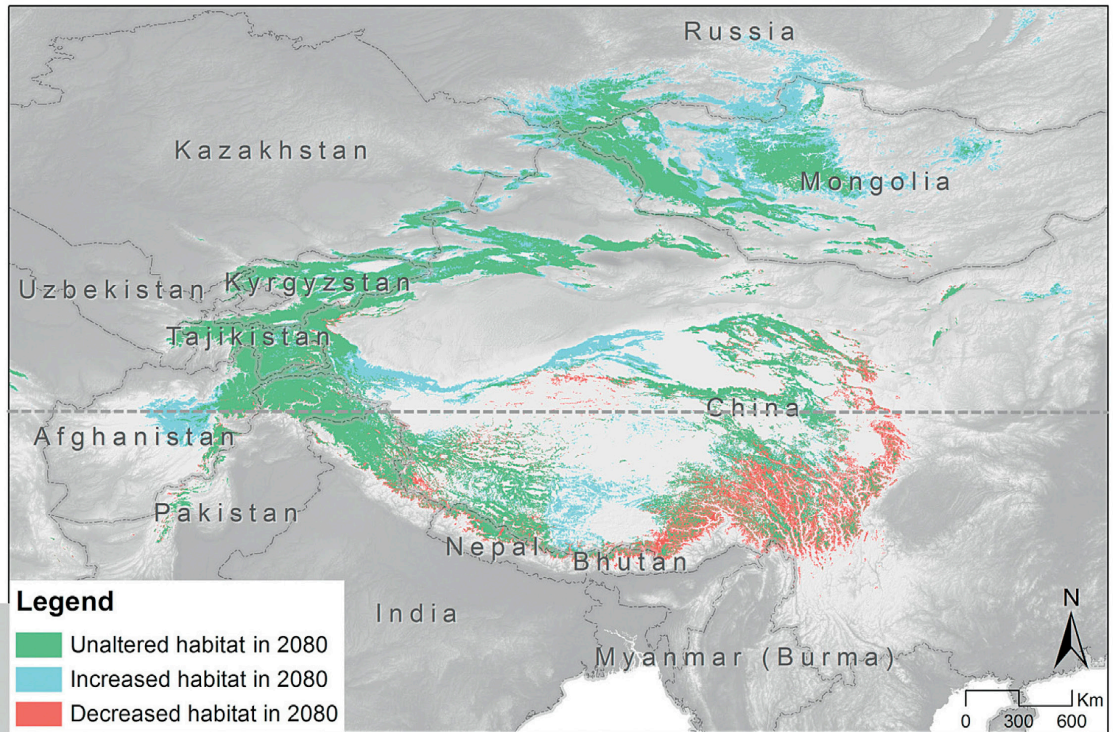 Russia
Kazakhstan
Mongolia
Uzbekistan
Kyrgyzstan
Tajikistan
China
Afghanistan
Pakistan
Nepal
Bhutan
India
Myanmar (Burma)
Legend
Unaltered habitat in 2080
Increased habitat in 2080
Decreased habitat in 2080
N
Km
0 300 600